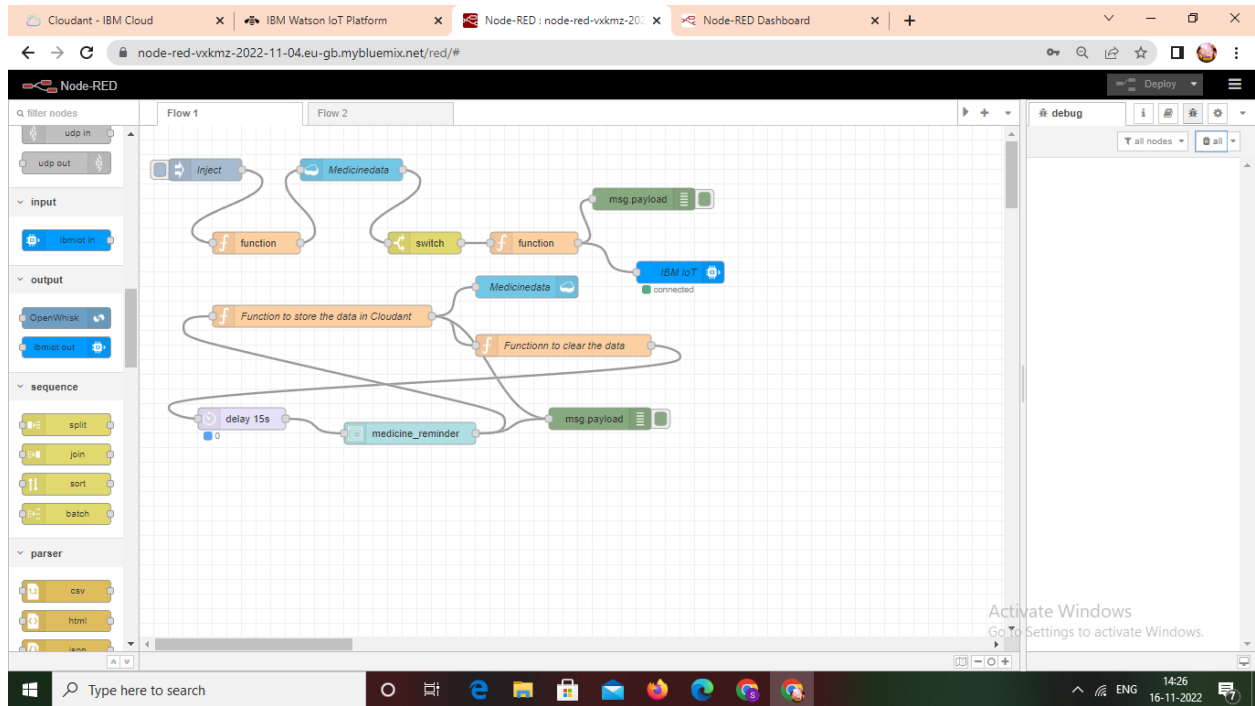 Cloudant - IBM Cloud
IBM Watson IoT Platform
Node-RED : node-red-vxkmz-202
Node-RED Dashboard
node-red-vxkmz-2022-11-04.eu-gb.mybluemix.net/red/#
Node-RED
Deploy
filter nodes
Flow 1
Flow 2
debug
all nodes
all
udp in
udp out
input
ibmiot in
output
OpenWhisk
ibmiot out
sequence
split
join
sort
batch
parser
csv
html
json
Inject
Medicinedata
msg.payload
function
switch
function
IBM IoT
connected
Medicinedata
Function to store the data in Cloudant
Functionn to clear the data
delay 15s
0
medicine_reminder
msg.payload
Activate Windows
Go to Settings to activate Windows.
Type here to search
ENG
14:26
16-11-2022
7